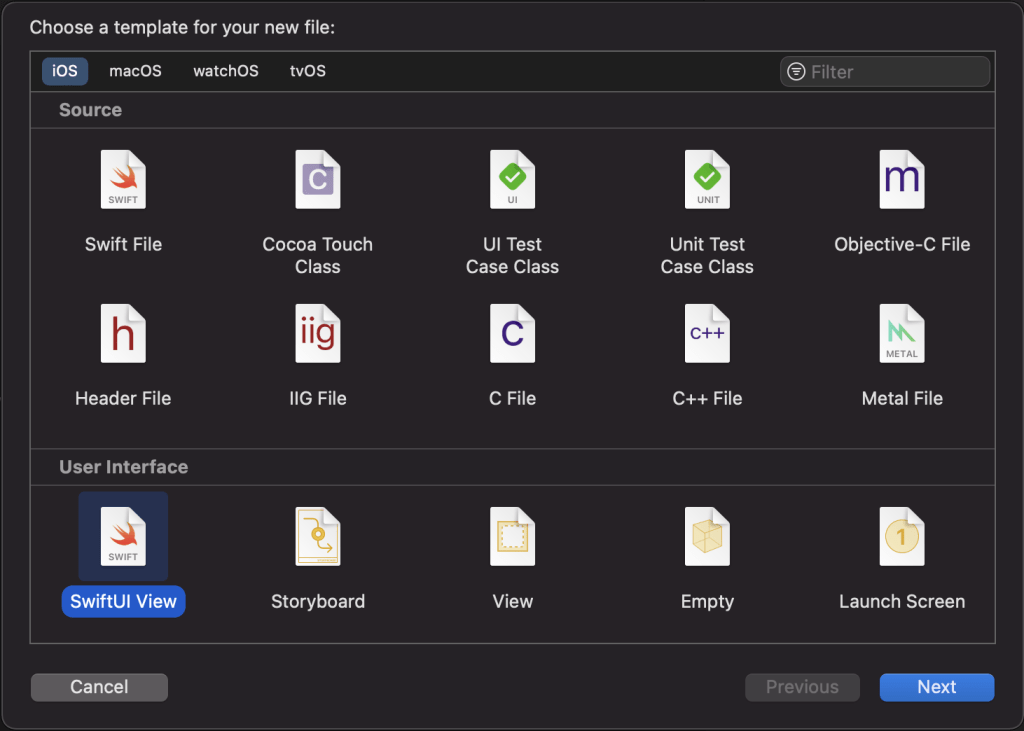 Choose a template for your new file:
iOS macOS watchOS tvOS Filter
Source
SWIFT C UI UNIT m
Swift File
Cocoa Touch
Class
UI Test
Case Class
Unit Test
Case Class
Objective-C File
h iig C C++ METAL
Header File
IIG File
C File
C++ File
Metal File
User Interface
SWIFT 1
SwiftUI View
Storyboard
View
Empty
Launch Screen
Cancel Previous Next